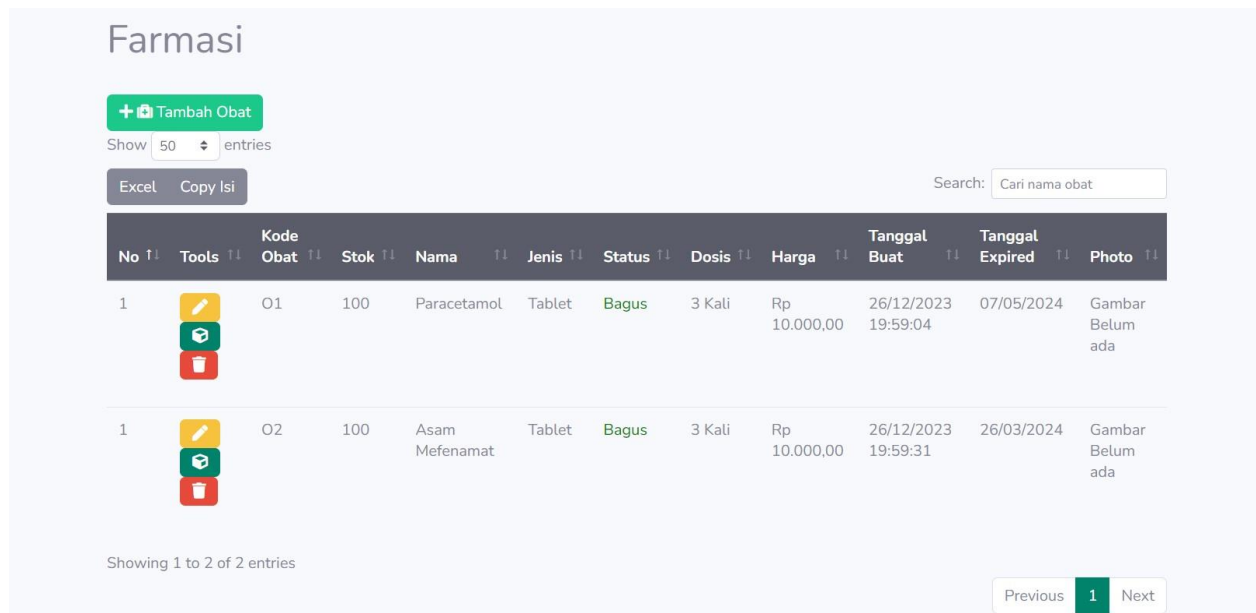 Farmasi
Tambah Obat
Show 50 entries
Excel Copy Isi Search: Cari nama obat
No Tools Kode Obat Stok Nama Jenis Status Dosis Harga Tanggal Buat Tanggal Expired Photo
1 O1 100 Paracetamol Tablet Bagus 3 Kali Rp 10.000,00 26/12/2023 19:59:04 07/05/2024 Gambar Belum ada
1 O2 100 Asam Mefenamat Tablet Bagus 3 Kali Rp 10.000,00 26/12/2023 19:59:31 26/03/2024 Gambar Belum ada
Showing 1 to 2 of 2 entries
Previous 1 Next